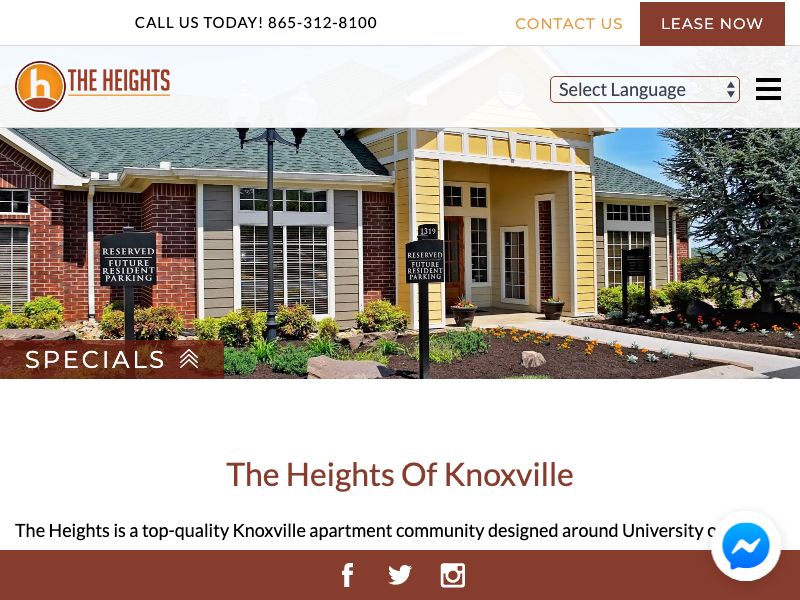 CALL US TODAY! 865-312-8100
CONTACT US
LEASE NOW
h THE HEIGHTS
Select Language
1319
RESERVED
FUTURE
RESIDENT
PARKING
RESERVED
FUTURE
RESIDENT
PARKING
SPECIALS
The Heights Of Knoxville
The Heights is a top-quality Knoxville apartment community designed around University